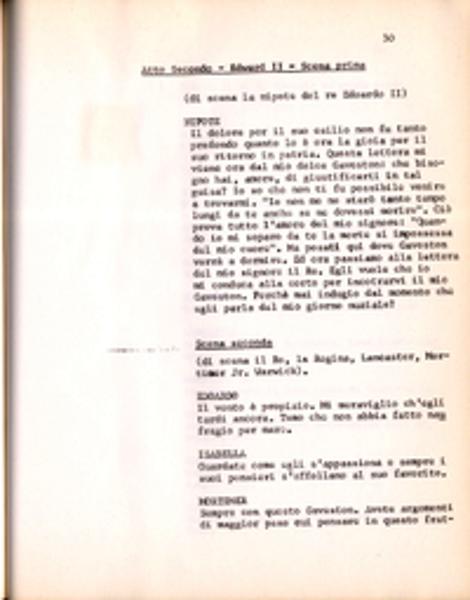 30
Atto Secondo - Edward II - Scena prima
(di scena la nipote del re Edoardo II)
NIPOTE
Il dolore per il suo esilio non fu tanto
profondo quanto lo è ora la gioia per il
suo ritorno in patria. Questa lettera mi
viene ora dal mio dolce Gaveston: che biso-
gno hai, amore, di giustificarti in tal
guisa? Io so che non ti fu possibile venire
a trovarmi. "Io non me ne starò tanto tempo
lungi da te anche se ne dovessi morire". Ciò
prova tutto l'amore del mio signore: "Quan-
do io mi separo da te la morte si impossessa
del mio cuore". Ma posati qui dove Gaveston
verrà a dormire. Ed ora passiamo alla lettera
del mio signore il Re. Egli vuole che io
mi conduca alla corte per incontrarvi il mio
Gaveston. Perchè mai indugio dal momento che
egli parla del mio giorno nuziale?
Scena seconda
(di scena il Re, la Regina, Lancaster, Mor-
timer Jr. Warwick).
EDOARDO
Il vento è propizio. Mi meraviglio ch'egli
tardi ancora. Temo che non abbia fatto nau
fragio per mare.
ISABELLA
Guardate come egli s'appassiona e sempre i
suoi pensieri s'affollano al suo favorito.
MORTIMER
Sempre con questo Gaveston. Avete argomenti
di maggior peso cui pensare in questo frat-